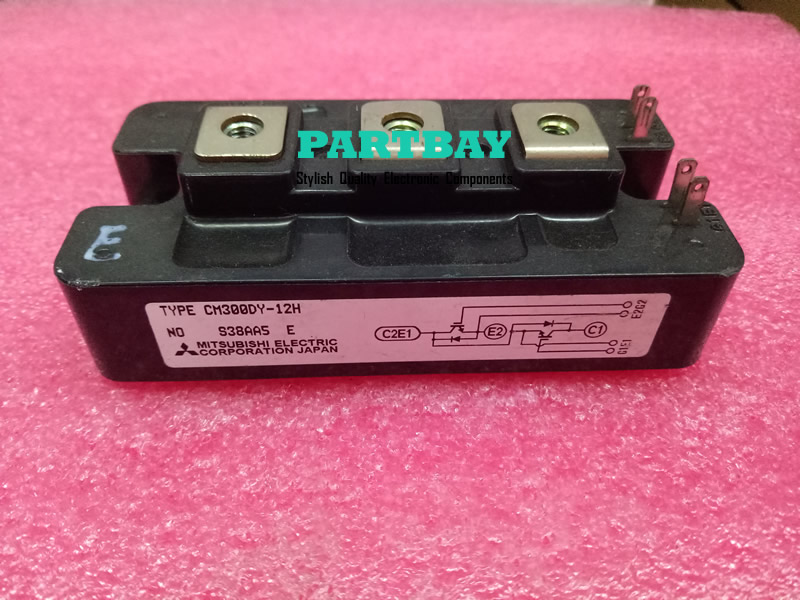 PARTBAY
Stylish Quality Electronic Components
E
G1E1
TYPE CM300DY-12H
NO S38AA5 E
MITSUBISHI ELECTRIC
CORPORATION JAPAN
C2E1
E2
C1
E2G2
G1E1